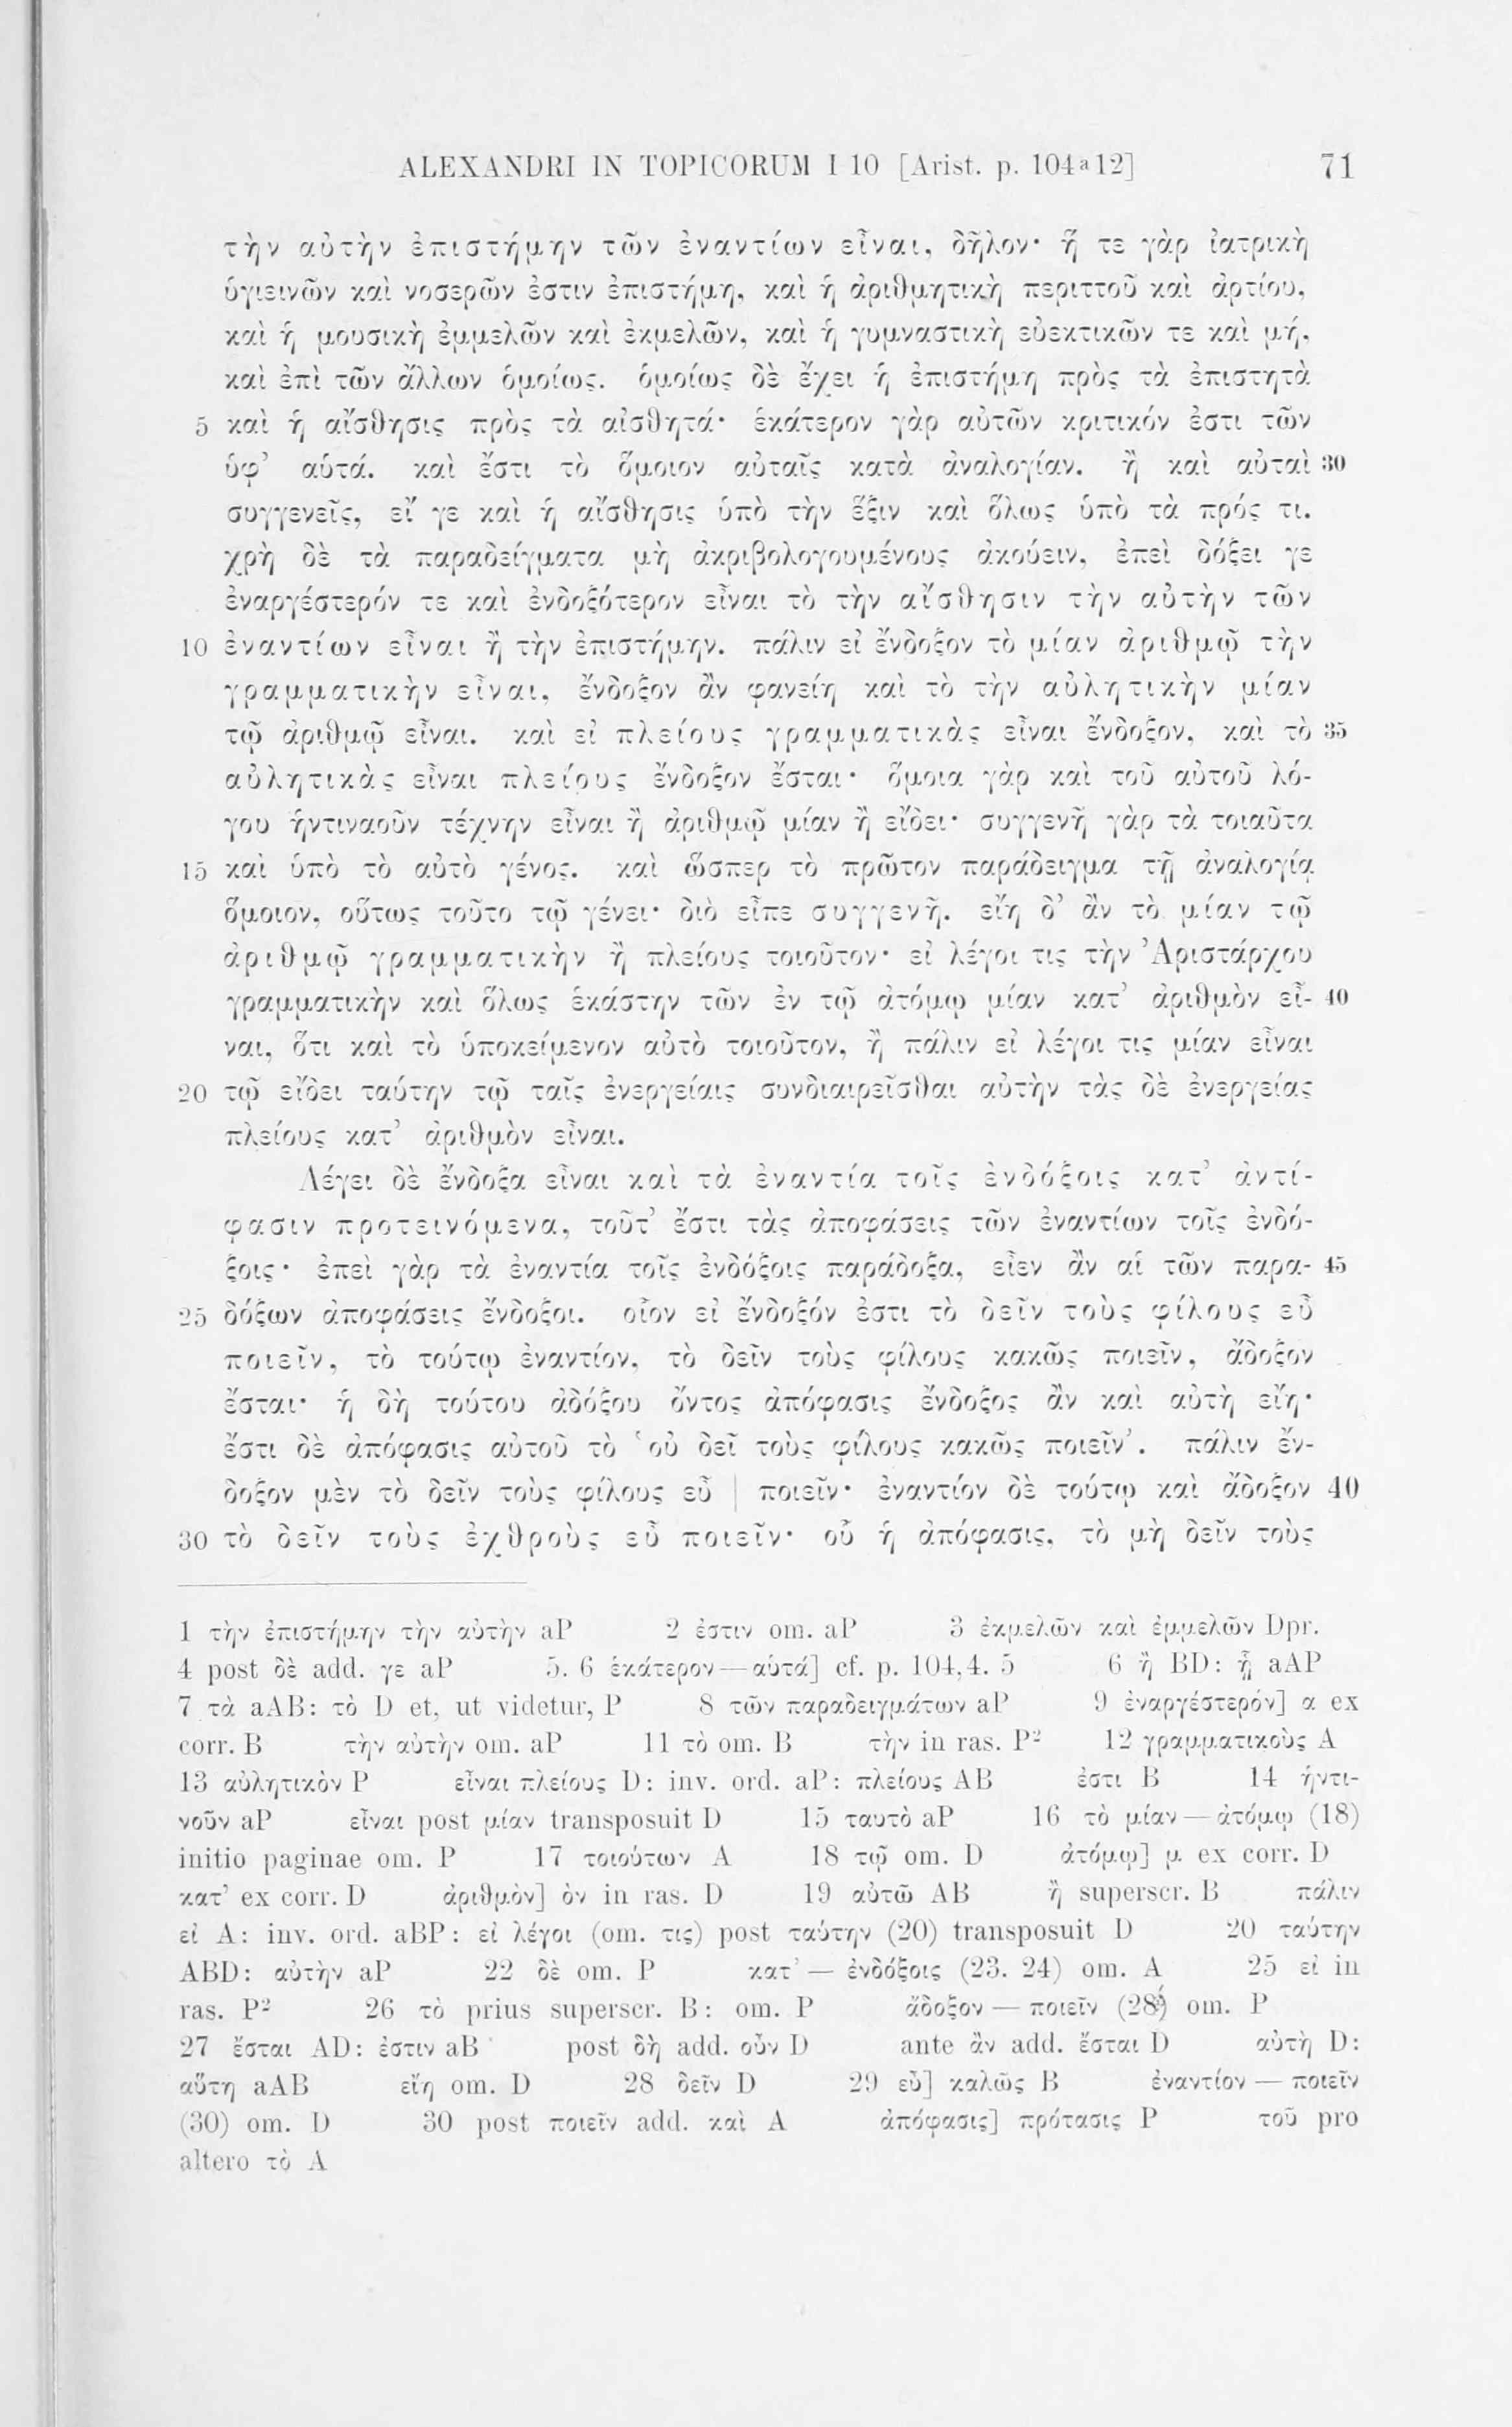 ALEXANDRI IN TOPICORUM I 10 [Arist. p. 104a12] 71
τὴν αὐτὴν ἐπιστήμην τῶν ἐναντίων εἶναι, δῆλον· ἥ τε γὰρ ἰατρικὴ
ὑγιεινῶν καὶ νοσερῶν ἐστιν ἐπιστήμη, καὶ ἡ ἀριθμητικὴ περιττοῦ καὶ ἀρτίου,
καὶ ἡ μουσικὴ ἐμμελῶν καὶ ἐκμελῶν, καὶ ἡ γυμναστικὴ εὐεκτικῶν τε καὶ μή,
καὶ ἐπὶ τῶν ἄλλων ὁμοίως. ὁμοίως δὲ ἔχει ἡ ἐπιστήμη πρὸς τὰ ἐπιστητὰ
5 καὶ ἡ αἴσθησις πρὸς τὰ αἰσθητά· ἑκάτερον γὰρ αὐτῶν κριτικόν ἐστι τῶν
ὑφ’ αὑτά. καὶ ἔστι τὸ ὅμοιον αὐταῖς κατὰ ἀναλογίαν. ἢ καὶ αὐταὶ 30
συγγενεῖς, εἴ γε καὶ ἡ αἴσθησις ὑπὸ τὴν ἕξιν καὶ ὅλως ὑπὸ τὰ πρός τι.
χρὴ δὲ τὰ παραδείγματα μὴ ἀκριβολογουμένους ἀκούειν, ἐπεὶ δόξει γε
ἐναργέστερόν τε καὶ ἐνδοξότερον εἶναι τὸ τὴν αἴσθησιν τὴν αὐτὴν τῶν
10 ἐναντίων εἶναι ἢ τὴν ἐπιστήμην. πάλιν εἰ ἔνδοξον τὸ μίαν ἀριθμῷ τὴν
γραμματικὴν εἶναι, ἔνδοξον ἂν φανείη καὶ τὸ τὴν αὐλητικὴν μίαν
τῷ ἀριθμῷ εἶναι. καὶ εἰ πλείους γραμματικὰς εἶναι ἔνδοξον, καὶ τὸ 35
αὐλητικὰς εἶναι πλείους ἔνδοξον ἔσται· ὅμοια γὰρ καὶ τοῦ αὐτοῦ λό-
γου ἡντιναοῦν τέχνην εἶναι ἢ ἀριθμῷ μίαν ἢ εἴδει· συγγενῆ γὰρ τὰ τοιαῦτα
15 καὶ ὑπὸ τὸ αὐτὸ γένος. καὶ ὥσπερ τὸ πρῶτον παράδειγμα τῇ ἀναλογίᾳ
ὅμοιον, οὕτως τοῦτο τῷ γένει· διὸ εἶπε συγγενῆ. εἴη δ’ ἂν τὸ μίαν τῷ
ἀριθμῷ γραμματικὴν ἢ πλείους τοιοῦτον· εἰ λέγοι τις τὴν Ἀριστάρχου
γραμματικὴν καὶ ὅλως ἑκάστην τῶν ἐν τῷ ἀτόμῳ μίαν κατ’ ἀριθμὸν εἶ- 40
ναι, ὅτι καὶ τὸ ὑποκείμενον αὐτὸ τοιοῦτον, ἢ πάλιν εἰ λέγοι τις μίαν εἶναι
20 τῷ εἴδει ταύτην τῷ ταῖς ἐνεργείαις συνδιαιρεῖσθαι αὐτὴν τὰς δὲ ἐνεργείας
πλείους κατ’ ἀριθμὸν εἶναι.
Λέγει δὲ ἔνδοξα εἶναι καὶ τὰ ἐναντία τοῖς ἐνδόξοις κατ’ ἀντί-
φασιν προτεινόμενα, τοῦτ’ ἔστι τὰς ἀποφάσεις τῶν ἐναντίων τοῖς ἐνδό-
ξοις· ἐπεὶ γὰρ τὰ ἐναντία τοῖς ἐνδόξοις παράδοξα, εἶεν ἂν αἱ τῶν παρα- 45
25 δόξων ἀποφάσεις ἔνδοξοι. οἷον εἰ ἔνδοξόν ἐστι τὸ δεῖν τοὺς φίλους εὖ
ποιεῖν, τὸ τούτῳ ἐναντίον, τὸ δεῖν τοὺς φίλους κακῶς ποιεῖν, ἄδοξον
ἔσται· ἡ δὴ τούτου ἀδόξου ὄντος ἀπόφασις ἔνδοξος ἂν καὶ αὐτὴ εἴη·
ἔστι δὲ ἀπόφασις αὐτοῦ τὸ ‘οὐ δεῖ τοὺς φίλους κακῶς ποιεῖν’. πάλιν ἔν-
δοξον μὲν τὸ δεῖν τοὺς φίλους εὖ | ποιεῖν· ἐναντίον δὲ τούτῳ καὶ ἄδοξον 40
30 τὸ δεῖν τοὺς ἐχθροὺς εὖ ποιεῖν· οὗ ἡ ἀπόφασις, τὸ μὴ δεῖν τοὺς
1 τὴν ἐπιστήμην τὴν αὐτὴν aP 2 ἐστιν om. aP 3 ἐκμελῶν καὶ ἐμμελῶν Dpr.
4 post δὲ add. γε aP 5. 6 ἑκάτερον—αὑτά] cf. p. 104,4. 5 6 ἢ BD: ᾗ aAP
7 τὰ aAB: τὸ D et, ut videtur, P 8 τῶν παραδειγμάτων aP 9 ἐναργέστερόν] α ex
corr. B τὴν αὐτὴν om. aP 11 τὸ om. B τὴν in ras. P² 12 γραμματικοὺς A
13 αὐλητικὸν P εἶναι πλείους D: inv. ord. aP: πλείους AB ἐστι B 14 ἡντι-
νοῦν aP εἶναι post μίαν transposuit D 15 ταυτὸ aP 16 τὸ μίαν — ἀτόμῳ (18)
initio paginae om. P 17 τοιούτων A 18 τῷ om. D ἀτόμῳ] μ ex corr. D
κατ’ ex corr. D ἀριθμὸν] ὸν in ras. D 19 αὐτῶ AB ἢ superscr. B πάλιν
εἰ A: inv. ord. aBP: εἰ λέγοι (om. τις) post ταύτην (20) transposuit D 20 ταύτην
ABD: αὐτὴν aP 22 δὲ om. P κατ’ — ἐνδόξοις (23. 24) om. A 25 εἰ in
ras. P² 26 τὸ prius superscr. B: om. P ἄδοξον — ποιεῖν (28) om. P
27 ἔσται AD: ἐστιν aB post δὴ add. οὖν D ante ἂν add. ἔσται D αὐτὴ D:
αὕτη aAB εἴη om. D 28 δεῖν D 29 εὖ] καλῶς B ἐναντίον — ποιεῖν
(30) om. D 30 post ποιεῖν add. καὶ A ἀπόφασις] πρότασις P τοῦ pro
altero τὸ A